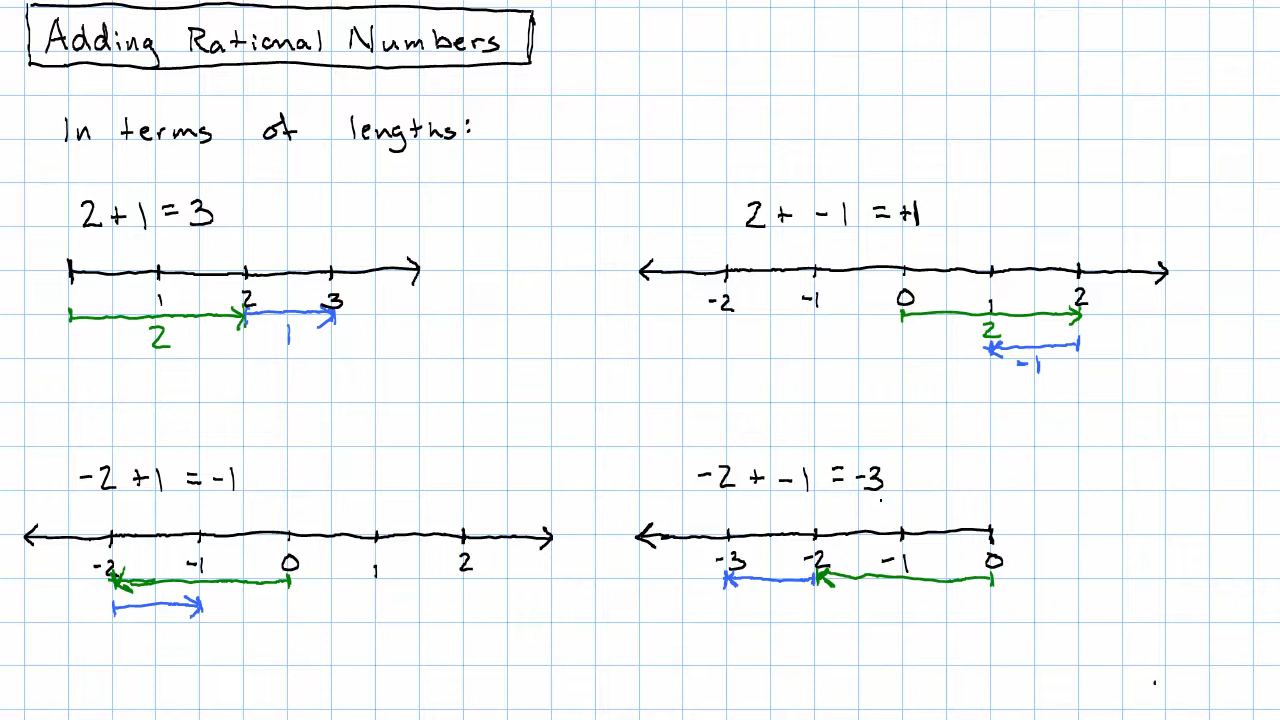 Adding Rational Numbers
In terms of lengths:
2 + 1 = 3
1 2 3
2 1
2 + -1 = +1
-2 -1 0 1 2
2
-1
-2 + 1 = -1
-2 -1 0 1 2
-2 + -1 = -3
-3 -2 -1 0